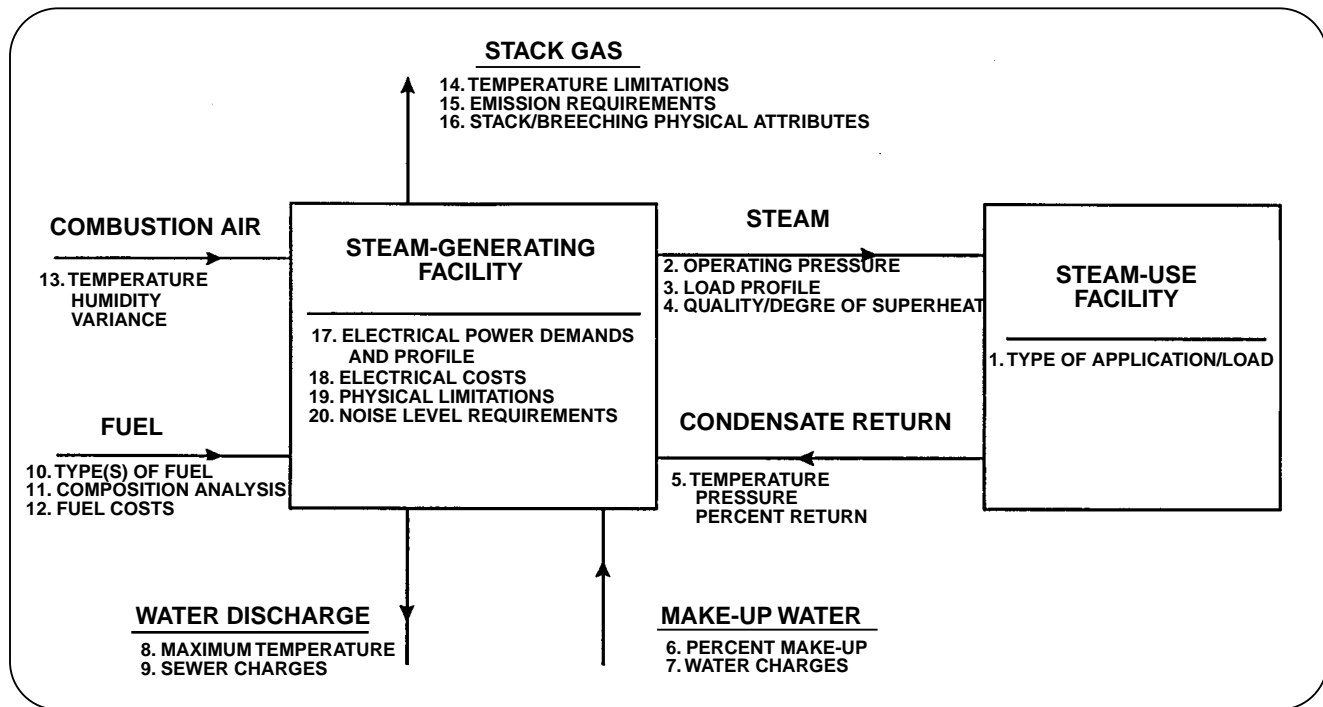 STACK GAS
14. TEMPERATURE LIMITATIONS
15. EMISSION REQUIREMENTS
16. STACK/BREECHING PHYSICAL ATTRIBUTES
COMBUSTION AIR
13. TEMPERATURE
HUMIDITY
VARIANCE
STEAM-GENERATING
FACILITY
17. ELECTRICAL POWER DEMANDS
AND PROFILE
18. ELECTRICAL COSTS
19. PHYSICAL LIMITATIONS
20. NOISE LEVEL REQUIREMENTS
STEAM
2. OPERATING PRESSURE
3. LOAD PROFILE
4. QUALITY/DEGRE OF SUPERHEAT
STEAM-USE
FACILITY
1. TYPE OF APPLICATION/LOAD
FUEL
10. TYPE(S) OF FUEL
11. COMPOSITION ANALYSIS
12. FUEL COSTS
CONDENSATE RETURN
5. TEMPERATURE
PRESSURE
PERCENT RETURN
WATER DISCHARGE
8. MAXIMUM TEMPERATURE
9. SEWER CHARGES
MAKE-UP WATER
6. PERCENT MAKE-UP
7. WATER CHARGES